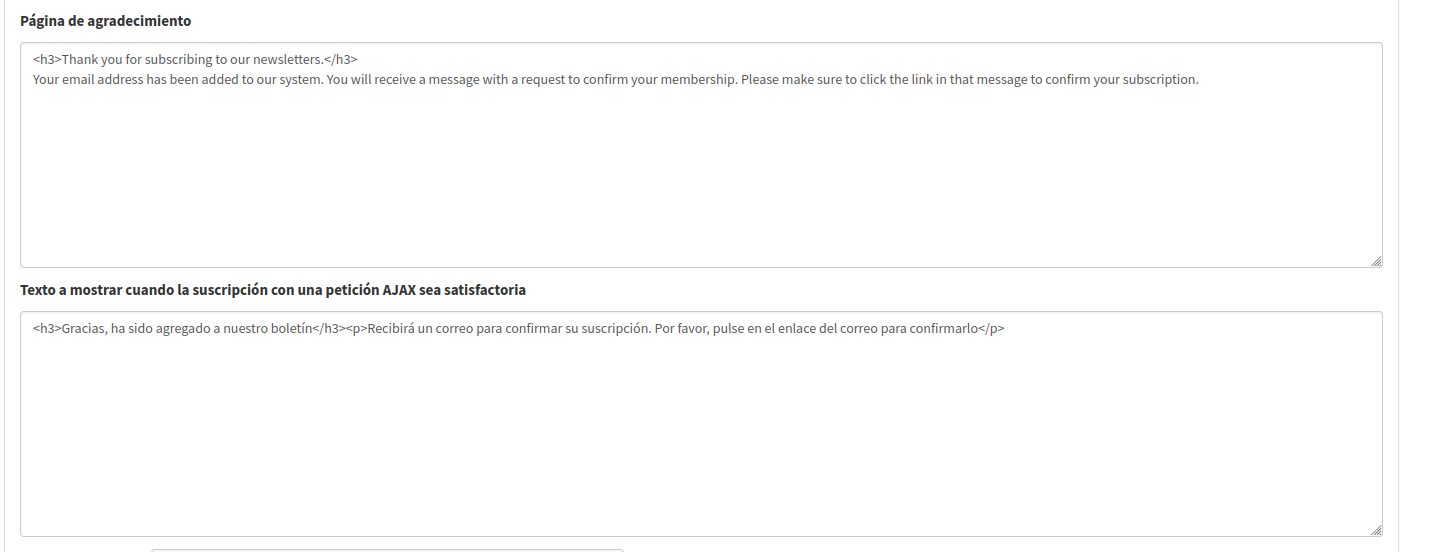 Página de agradecimiento
<h3>Thank you for subscribing to our newsletters.</h3>
Your email address has been added to our system. You will receive a message with a request to confirm your membership. Please make sure to click the link in that message to confirm your subscription.
Texto a mostrar cuando la suscripción con una petición AJAX sea satisfactoria
<h3>Gracias, ha sido agregado a nuestro boletín</h3><p>Recibirá un correo para confirmar su suscripción. Por favor, pulse en el enlace del correo para confirmarlo</p>